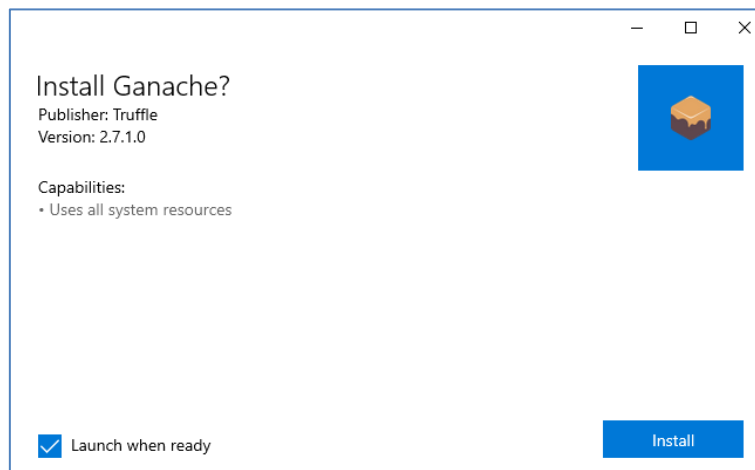 Install Ganache?
Publisher: Truffle
Version: 2.7.1.0
Capabilities:
• Uses all system resources
Launch when ready
Install